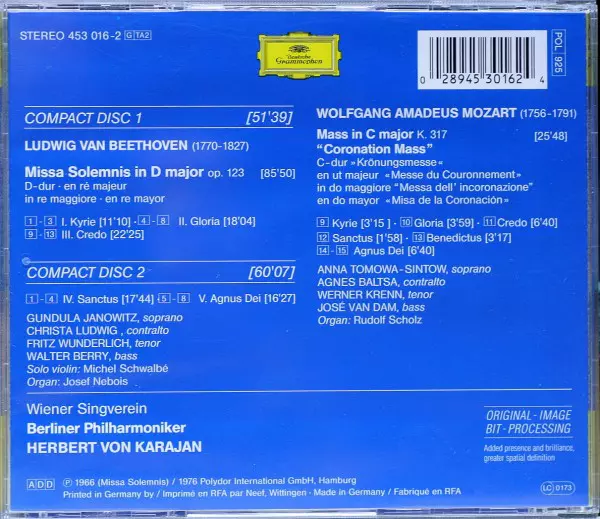 STEREO 453 016-2 G TA2
Deutsche
Grammophon
0 28945 30162 4
POL 925
COMPACT DISC 1 [51'39]
LUDWIG VAN BEETHOVEN (1770-1827)
Missa Solemnis in D major op. 123 [85'50]
D-dur · en ré majeur
in re maggiore · en re mayor
1 - 3 I. Kyrie [11'10] · 4 - 8 II. Gloria [18'04]
9 - 13 III. Credo [22'25]
COMPACT DISC 2 [60'07]
1 - 4 IV. Sanctus [17'44] · 5 - 8 V. Agnus Dei [16'27]
GUNDULA JANOWITZ, soprano
CHRISTA LUDWIG, contralto
FRITZ WUNDERLICH, tenor
WALTER BERRY, bass
Solo violin: Michel Schwalbé
Organ: Josef Nebois
WOLFGANG AMADEUS MOZART (1756-1791)
Mass in C major K. 317 [25'48]
"Coronation Mass"
C-dur »Krönungsmesse«
en ut majeur «Messe du Couronnement»
in do maggiore "Messa dell' incoronazione"
en do mayor «Misa de la Coronación»
9 Kyrie [3'15] · 10 Gloria [3'59] · 11 Credo [6'40]
12 Sanctus [1'58] · 13 Benedictus [3'17]
14 - 15 Agnus Dei [6'40]
ANNA TOMOWA-SINTOW, soprano
AGNES BALTSA, contralto
WERNER KRENN, tenor
JOSÉ VAN DAM, bass
Organ: Rudolf Scholz
Wiener Singverein
Berliner Philharmoniker
HERBERT VON KARAJAN
ORIGINAL-IMAGE
BIT-PROCESSING
Added presence and brilliance,
greater spatial definition
ADD ℗ 1966 (Missa Solemnis) / 1976 Polydor International GmbH, Hamburg
Printed in Germany by / Imprimé en RFA par Neef, Wittingen · Made in Germany / Fabriqué en RFA
LC 0173